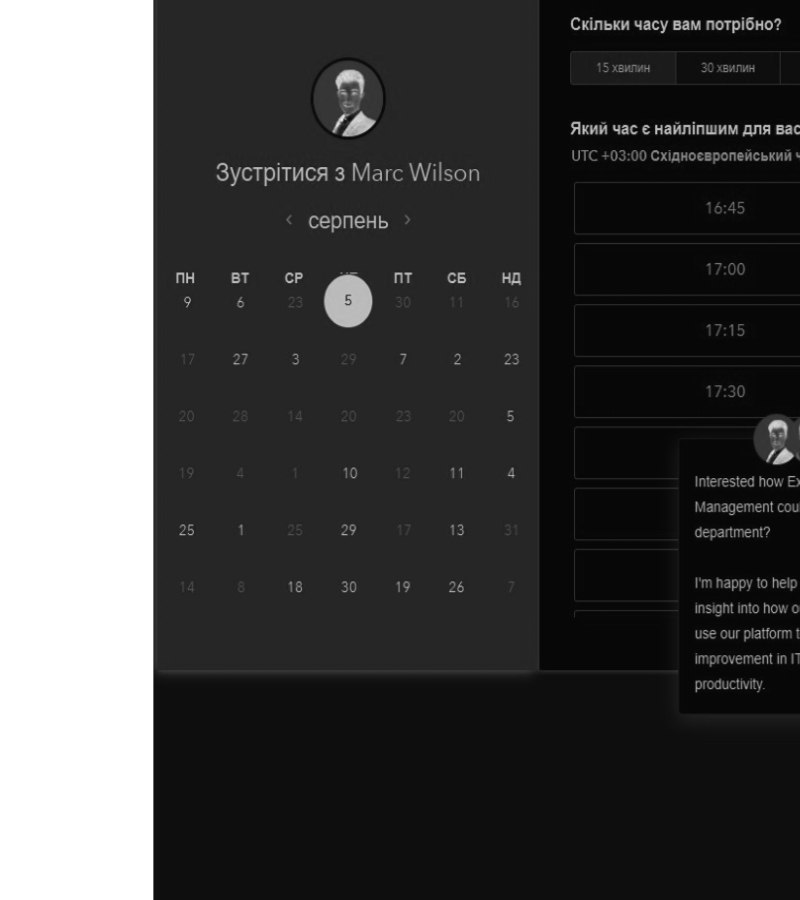 Зустрітися з Marc Wilson
‹ серпень ›
ПН ВТ СР ПТ СБ НД
9 6 23 5 30 11 16
17 27 3 29 7 2 23
20 28 14 20 23 20 5
19 4 1 10 12 11 4
25 1 25 29 17 13 31
14 8 18 30 19 26 7
Скільки часу вам потрібно?
15 хвилин 30 хвилин
Який час є найліпшим для вас
UTC +03:00 Східноєвропейський ч
16:45
17:00
17:15
17:30
Interested how Ex
Management cou
department?
I'm happy to help
insight into how o
use our platform t
improvement in IT
productivity.